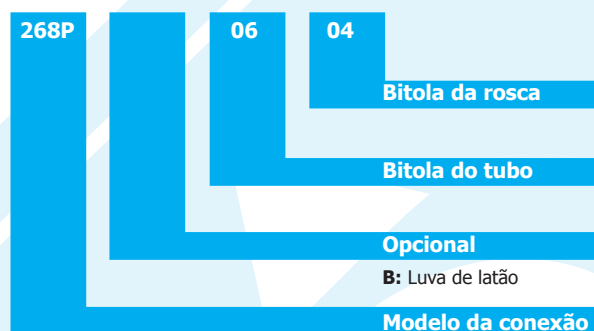 268P 06 04
Bitola da rosca
Bitola do tubo
Opcional
B: Luva de latão
Modelo da conexão